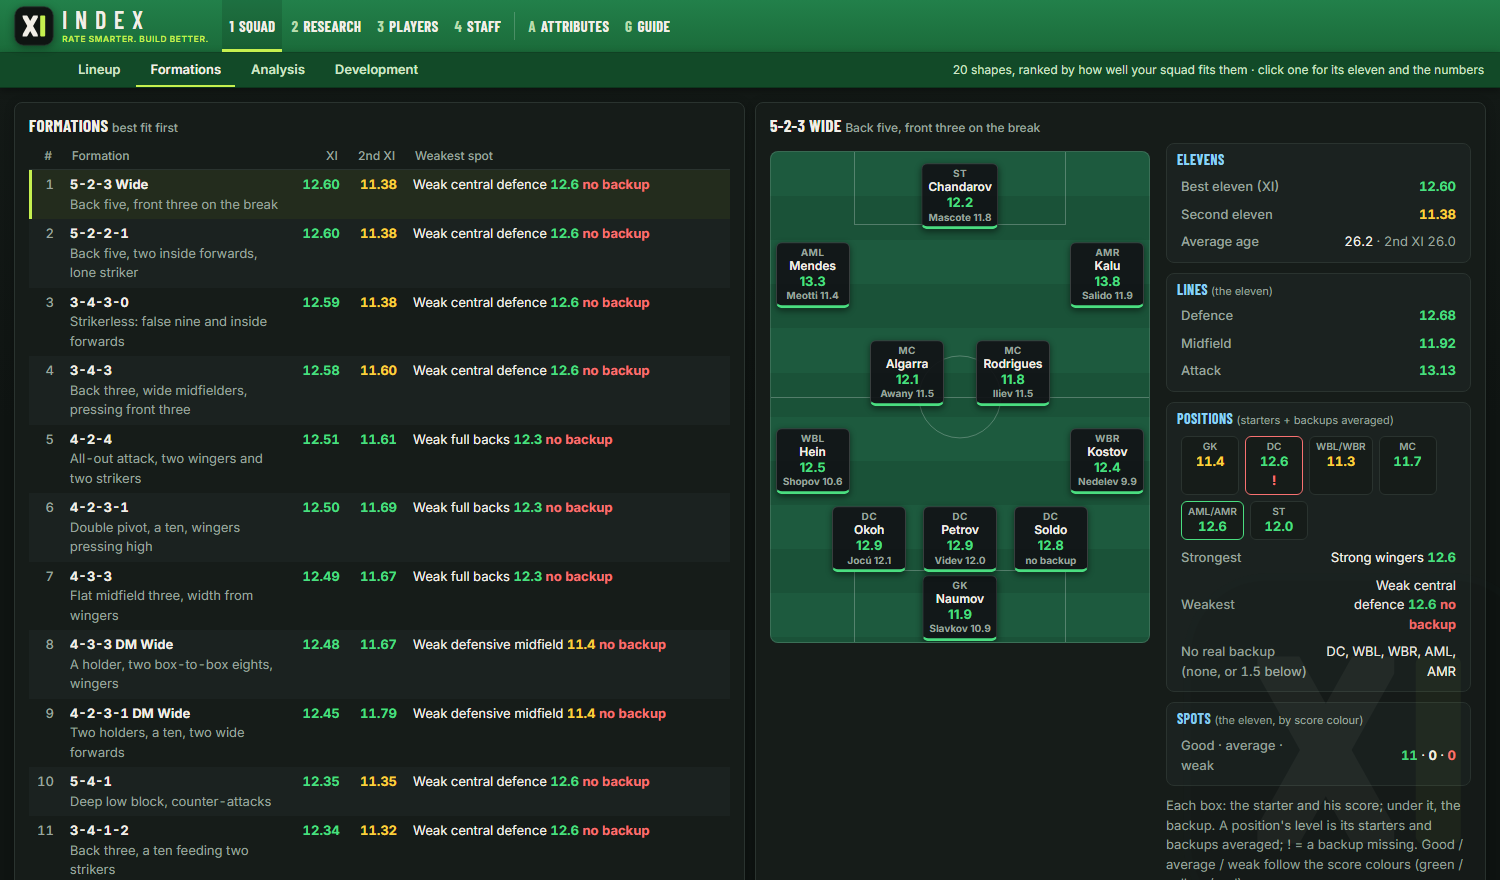 XI INDEX
RATE SMARTER. BUILD BETTER.
1 SQUAD 2 RESEARCH 3 PLAYERS 4 STAFF A ATTRIBUTES G GUIDE
Lineup Formations Analysis Development
20 shapes, ranked by how well your squad fits them · click one for its eleven and the numbers
FORMATIONS best fit first
# Formation XI 2nd XI Weakest spot
1 5-2-3 Wide 12.60 11.38 Weak central defence 12.6 no backup
Back five, front three on the break
2 5-2-2-1 12.60 11.38 Weak central defence 12.6 no backup
Back five, two inside forwards,
lone striker
3 3-4-3-0 12.59 11.38 Weak central defence 12.6 no backup
Strikerless: false nine and inside
forwards
4 3-4-3 12.58 11.60 Weak central defence 12.6 no backup
Back three, wide midfielders,
pressing front three
5 4-2-4 12.51 11.61 Weak full backs 12.3 no backup
All-out attack, two wingers and
two strikers
6 4-2-3-1 12.50 11.69 Weak full backs 12.3 no backup
Double pivot, a ten, wingers
pressing high
7 4-3-3 12.49 11.67 Weak full backs 12.3 no backup
Flat midfield three, width from
wingers
8 4-3-3 DM Wide 12.48 11.67 Weak defensive midfield 11.4 no backup
A holder, two box-to-box eights,
wingers
9 4-2-3-1 DM Wide 12.45 11.79 Weak defensive midfield 11.4 no backup
Two holders, a ten, two wide
forwards
10 5-4-1 12.35 11.35 Weak central defence 12.6 no backup
Deep low block, counter-attacks
11 3-4-1-2 12.34 11.32 Weak central defence 12.6 no backup
Back three, a ten feeding two
strikers
5-2-3 WIDE Back five, front three on the break
ST
Chandarov
12.2
Mascote 11.8
AML
Mendes
13.3
Meotti 11.4
AMR
Kalu
13.8
Salido 11.9
MC
Algarra
12.1
Awany 11.5
MC
Rodrigues
11.8
Iliev 11.5
WBL
Hein
12.5
Shopov 10.6
WBR
Kostov
12.4
Nedelev 9.9
DC
Okoh
12.9
Jocú 12.1
DC
Petrov
12.9
Videv 12.0
DC
Soldo
12.8
no backup
GK
Naumov
11.9
Slavkov 10.9
ELEVENS
Best eleven (XI) 12.60
Second eleven 11.38
Average age 26.2 · 2nd XI 26.0
LINES (the eleven)
Defence 12.68
Midfield 11.92
Attack 13.13
POSITIONS (starters + backups averaged)
GK
11.4
DC
12.6
!
WBL/WBR
11.3
MC
11.7
AML/AMR
12.6
ST
12.0
Strongest Strong wingers 12.6
Weakest Weak central
defence 12.6 no
backup
No real backup DC, WBL, WBR, AML,
(none, or 1.5 below) AMR
SPOTS (the eleven, by score colour)
Good · average · 
weak 11 · 0 · 0
Each box: the starter and his score; under it, the
backup. A position's level is its starters and
backups averaged; ! = a backup missing. Good /
average / weak follow the score colours (green /